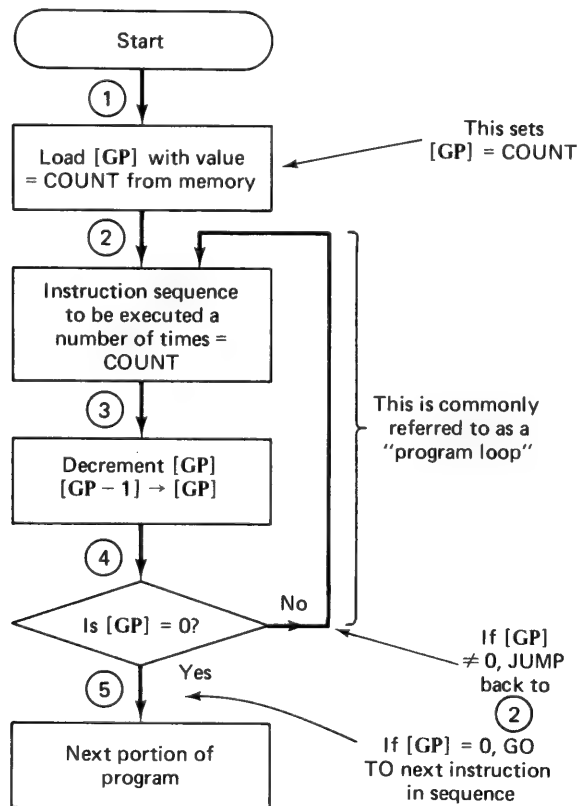 Start
1
Load [GP] with value
= COUNT from memory
This sets
[GP] = COUNT
2
Instruction sequence
to be executed a
number of times =
COUNT
3
This is commonly
referred to as a
"program loop"
Decrement [GP]
[GP − 1] → [GP]
4
Is [GP] = 0?
No
If [GP]
≠ 0, JUMP
back to
2
Yes
5
If [GP] = 0, GO
TO next instruction
in sequence
Next portion of
program